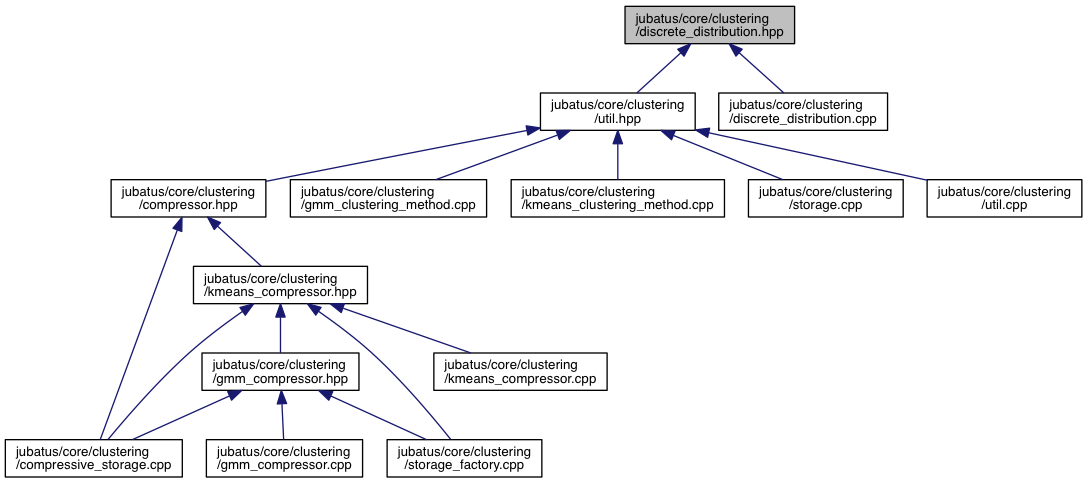 jubatus/core/clustering
/discrete_distribution.hpp
jubatus/core/clustering
/util.hpp
jubatus/core/clustering
/discrete_distribution.cpp
jubatus/core/clustering
/compressor.hpp
jubatus/core/clustering
/gmm_clustering_method.cpp
jubatus/core/clustering
/kmeans_clustering_method.cpp
jubatus/core/clustering
/storage.cpp
jubatus/core/clustering
/util.cpp
jubatus/core/clustering
/kmeans_compressor.hpp
jubatus/core/clustering
/gmm_compressor.hpp
jubatus/core/clustering
/kmeans_compressor.cpp
jubatus/core/clustering
/compressive_storage.cpp
jubatus/core/clustering
/gmm_compressor.cpp
jubatus/core/clustering
/storage_factory.cpp